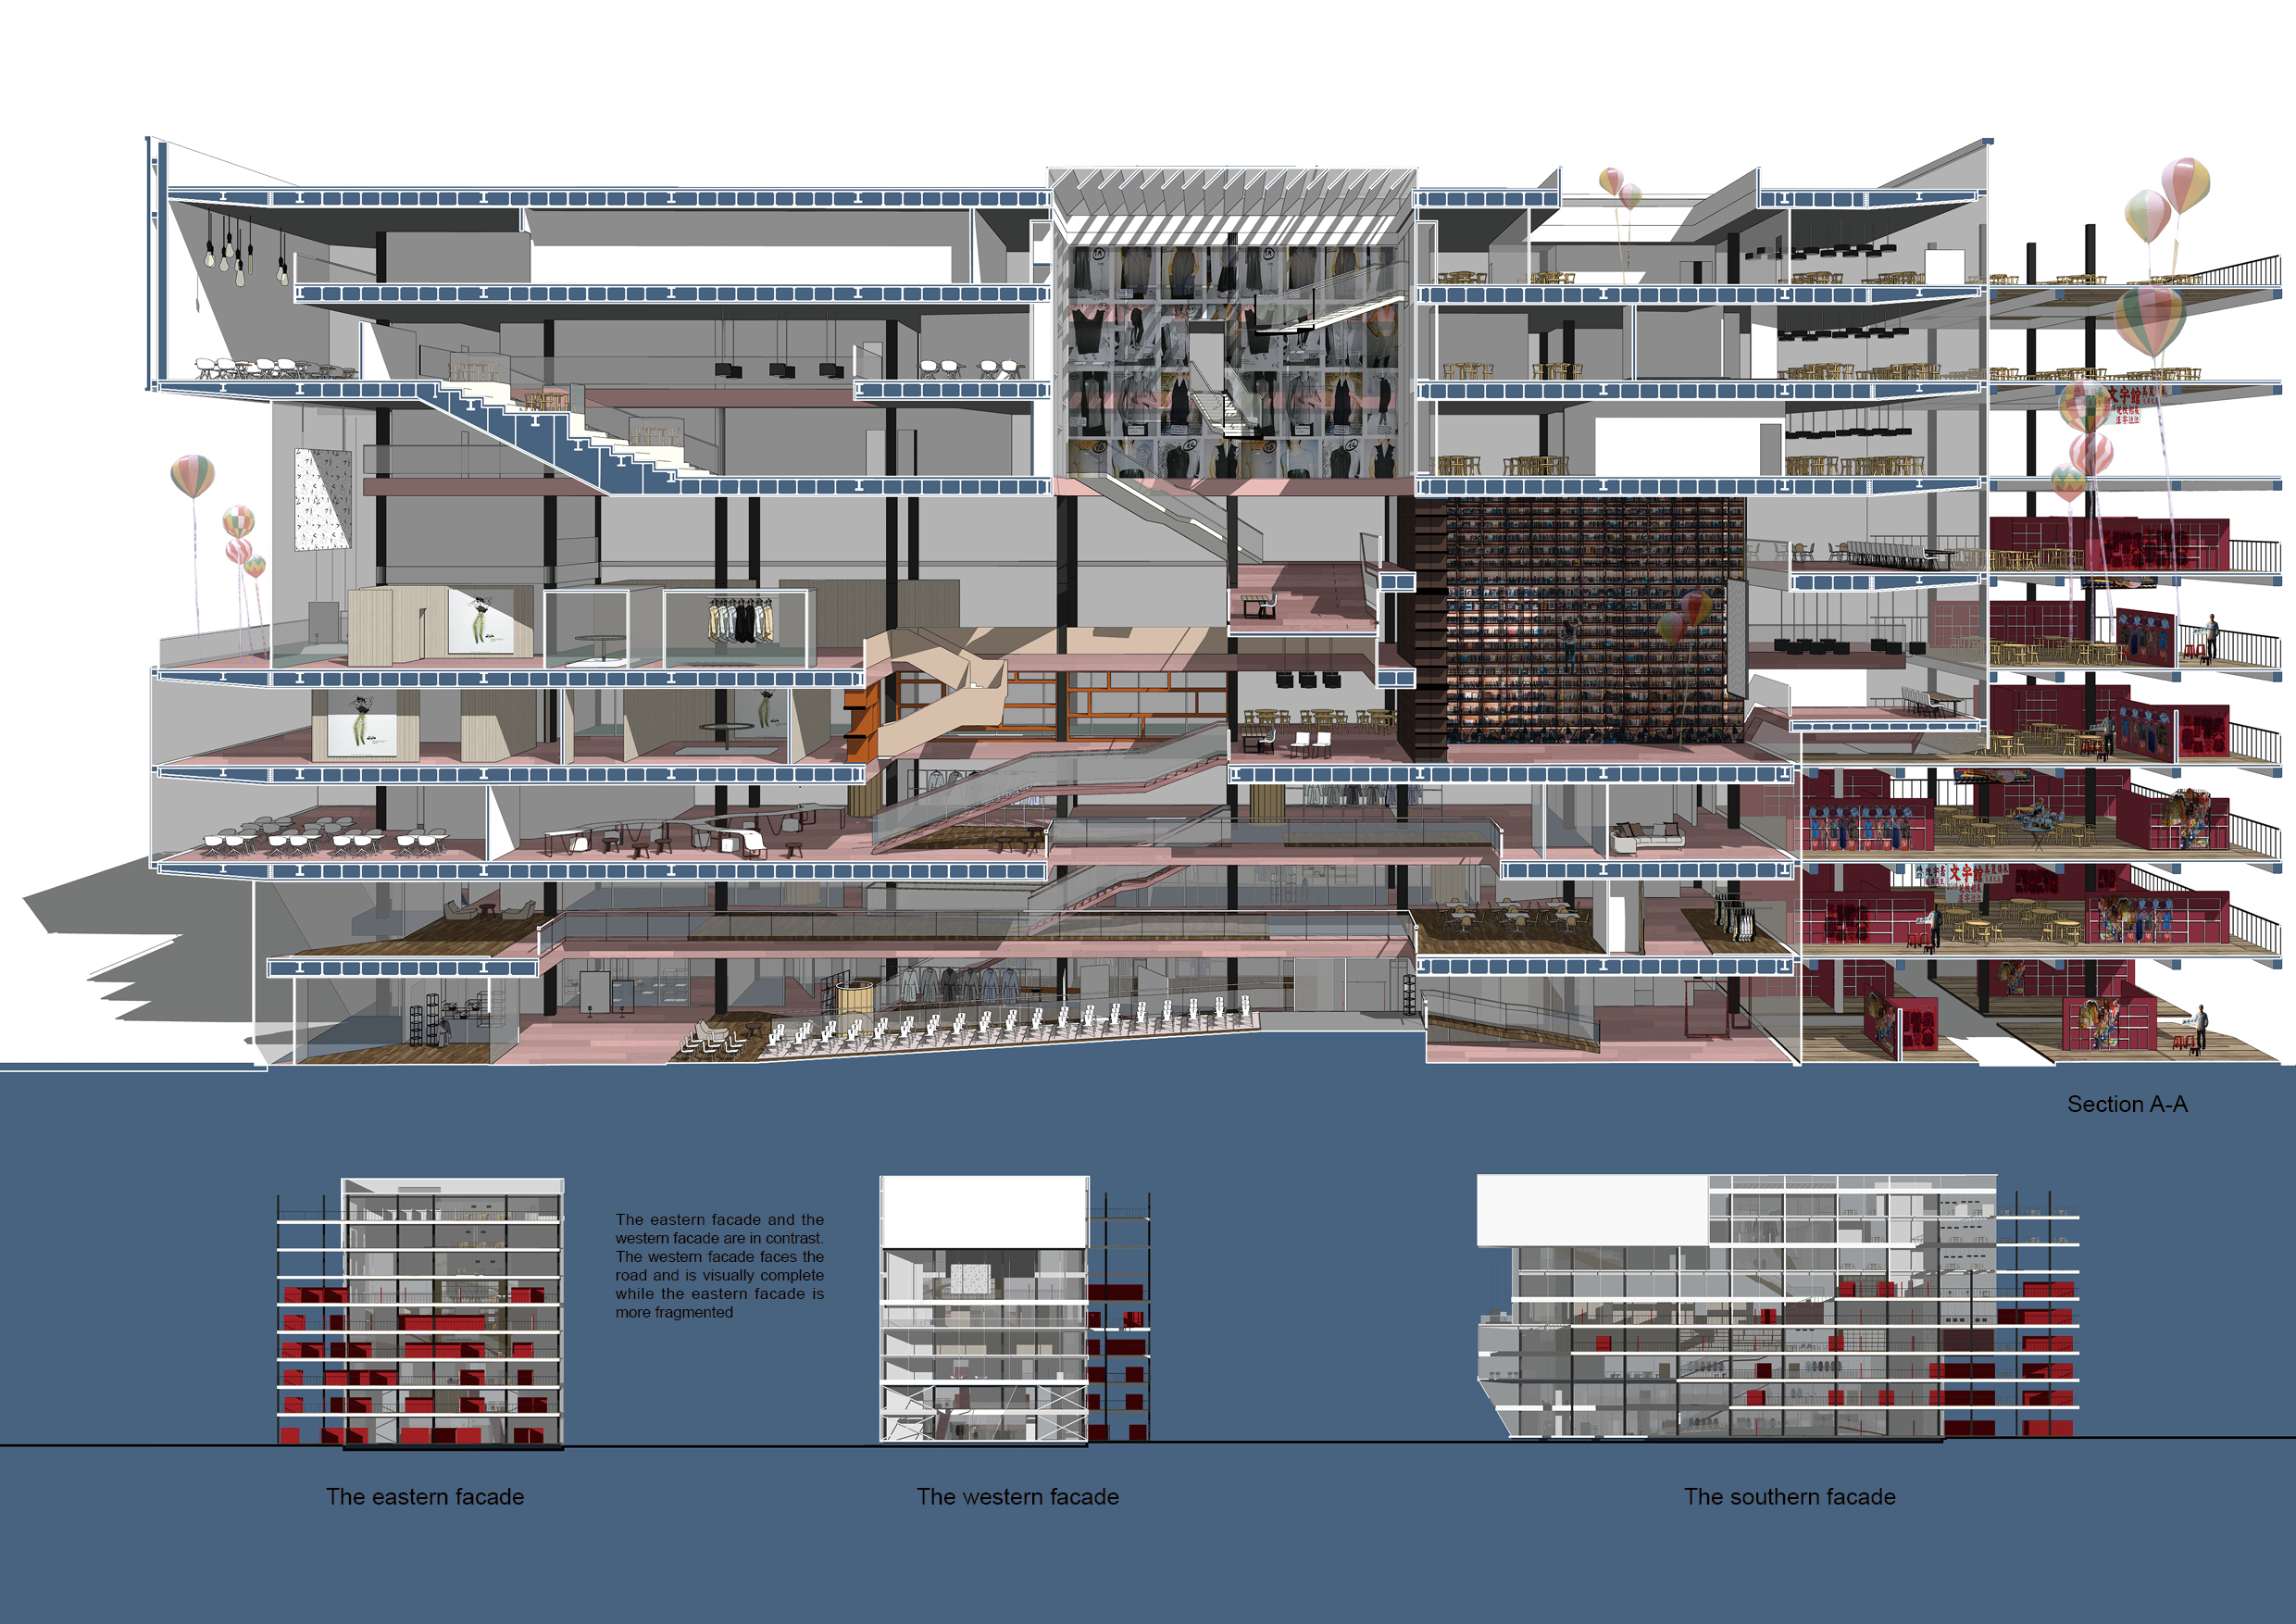 文字館
文字館
Section A-A
The eastern facade and the
western facade are in contrast.
The western facade faces the
road and is visually complete
while the eastern facade is
more fragmented
The eastern facade
The western facade
The southern facade